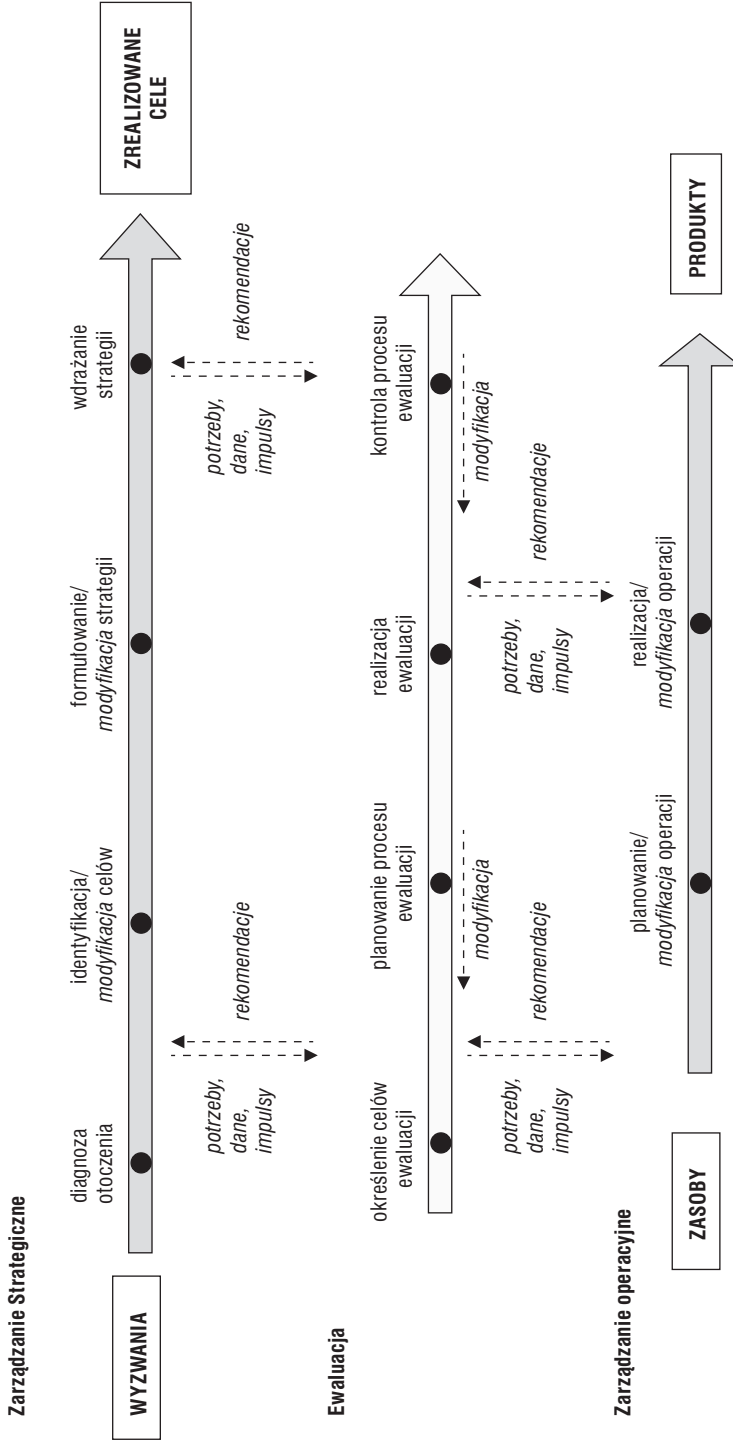 Zarządzanie Strategiczne
WYZWANIA
diagnoza
otoczenia
identyfikacja/
modyfikacja celów
formułowanie/
modyfikacja strategii
wdrażanie
strategii
ZREALIZOWANE
CELE
potrzeby,
dane,
impulsy
rekomendacje
potrzeby,
dane,
impulsy
rekomendacje
Ewaluacja
określenie celów
ewaluacji
planowanie procesu
ewaluacji
realizacja
ewaluacji
kontrola procesu
ewaluacji
modyfikacja
modyfikacja
potrzeby,
dane,
impulsy
rekomendacje
potrzeby,
dane,
impulsy
rekomendacje
Zarządzanie operacyjne
ZASOBY
planowanie/
modyfikacja operacji
realizacja/
modyfikacja operacji
PRODUKTY